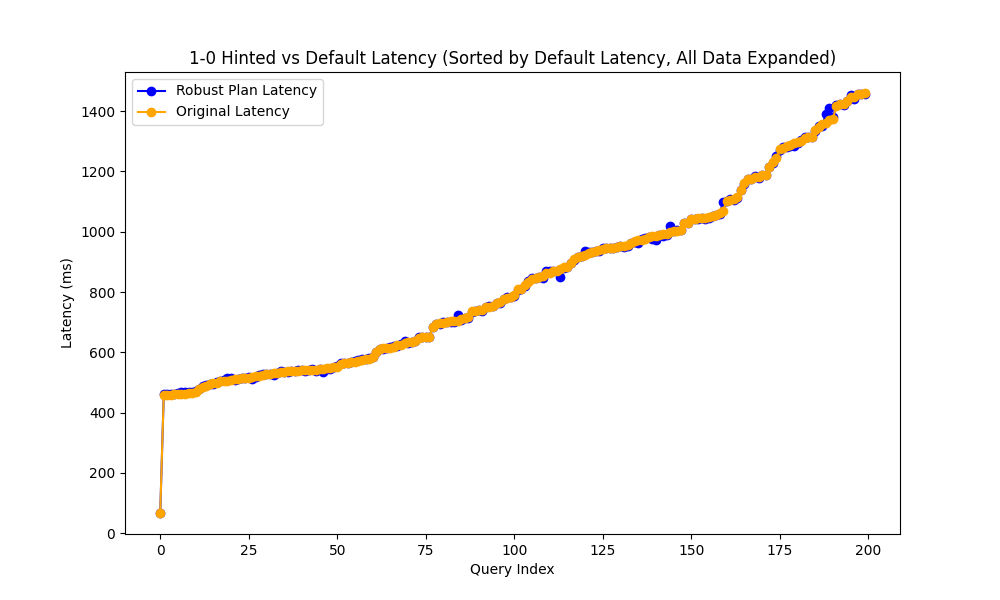 1-0 Hinted vs Default Latency (Sorted by Default Latency, All Data Expanded)
Robust Plan Latency
Original Latency
Latency (ms)
1400
1200
1000
800
600
400
200
0
0 25 50 75 100 125 150 175 200
Query Index